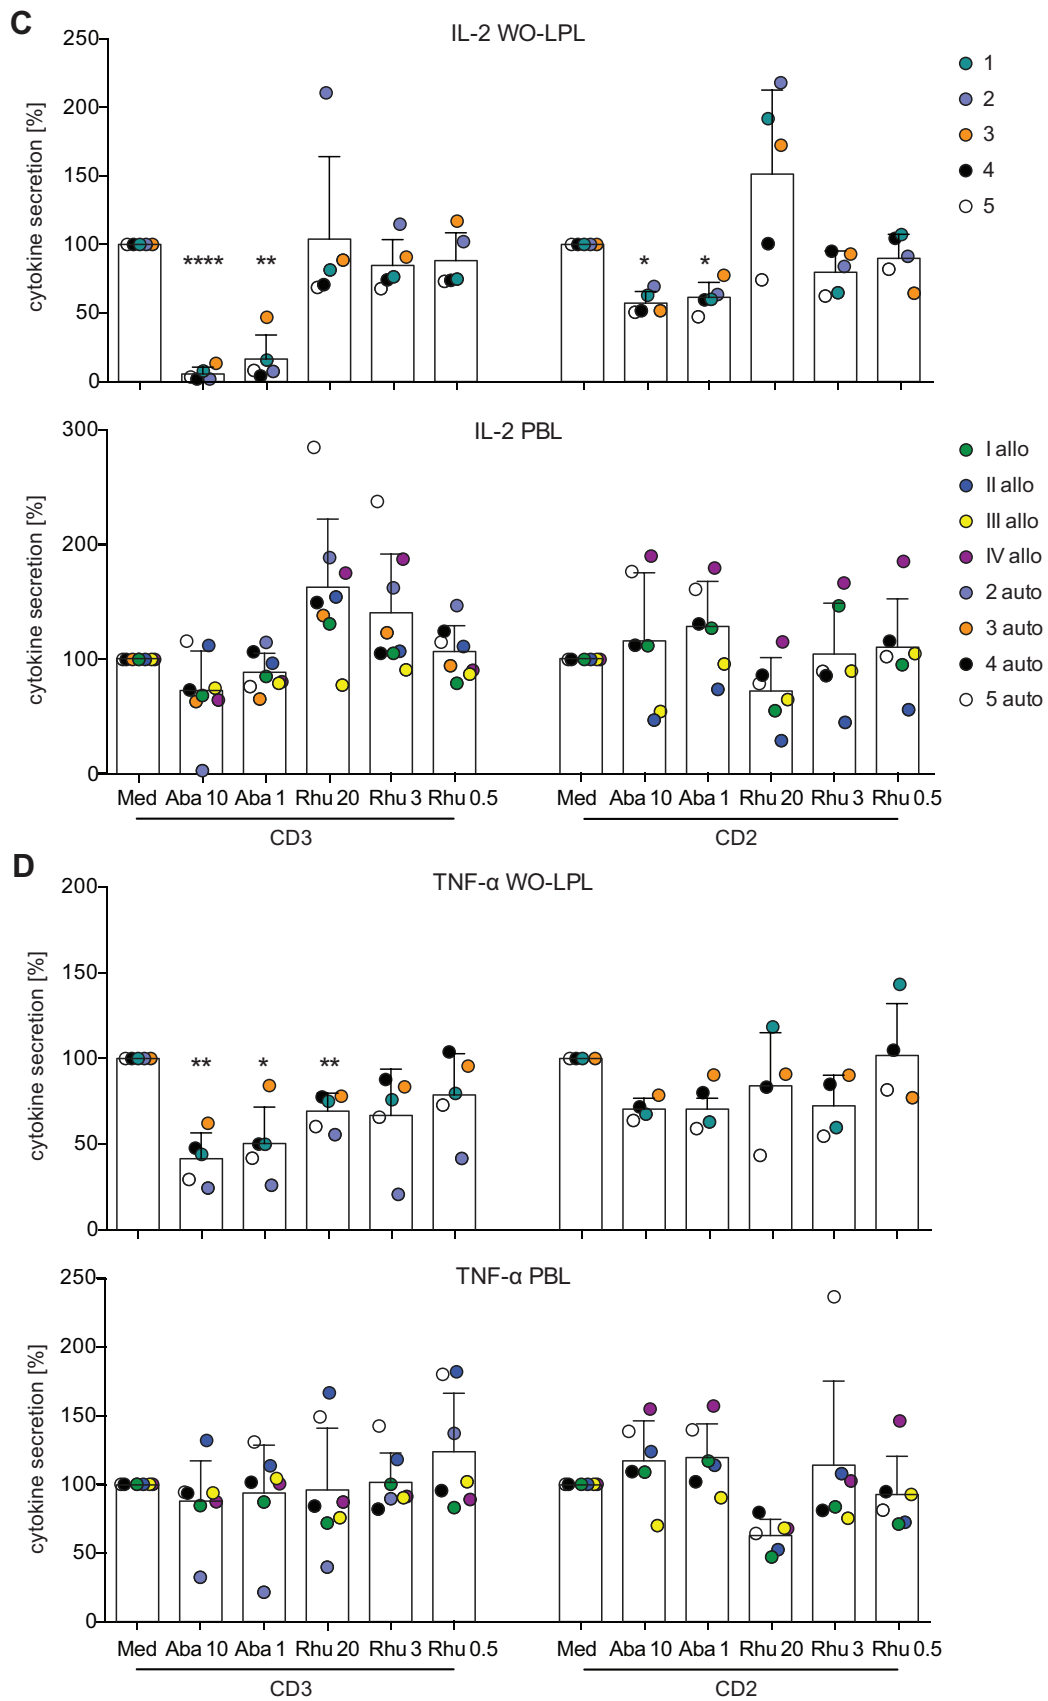 C
IL-2 WO-LPL
cytokine secretion [%]
250
200
150
100
50
0
**** **
* *
1
2
3
4
5
IL-2 PBL
cytokine secretion [%]
300
200
100
0
I allo
II allo
III allo
IV allo
2 auto
3 auto
4 auto
5 auto
Med Aba 10 Aba 1 Rhu 20 Rhu 3 Rhu 0.5 Med Aba 10 Aba 1 Rhu 20 Rhu 3 Rhu 0.5
CD3 CD2
D
TNF-α WO-LPL
cytokine secretion [%]
200
150
100
50
0
** * **
TNF-α PBL
cytokine secretion [%]
250
200
150
100
50
0
Med Aba 10 Aba 1 Rhu 20 Rhu 3 Rhu 0.5 Med Aba 10 Aba 1 Rhu 20 Rhu 3 Rhu 0.5
CD3 CD2